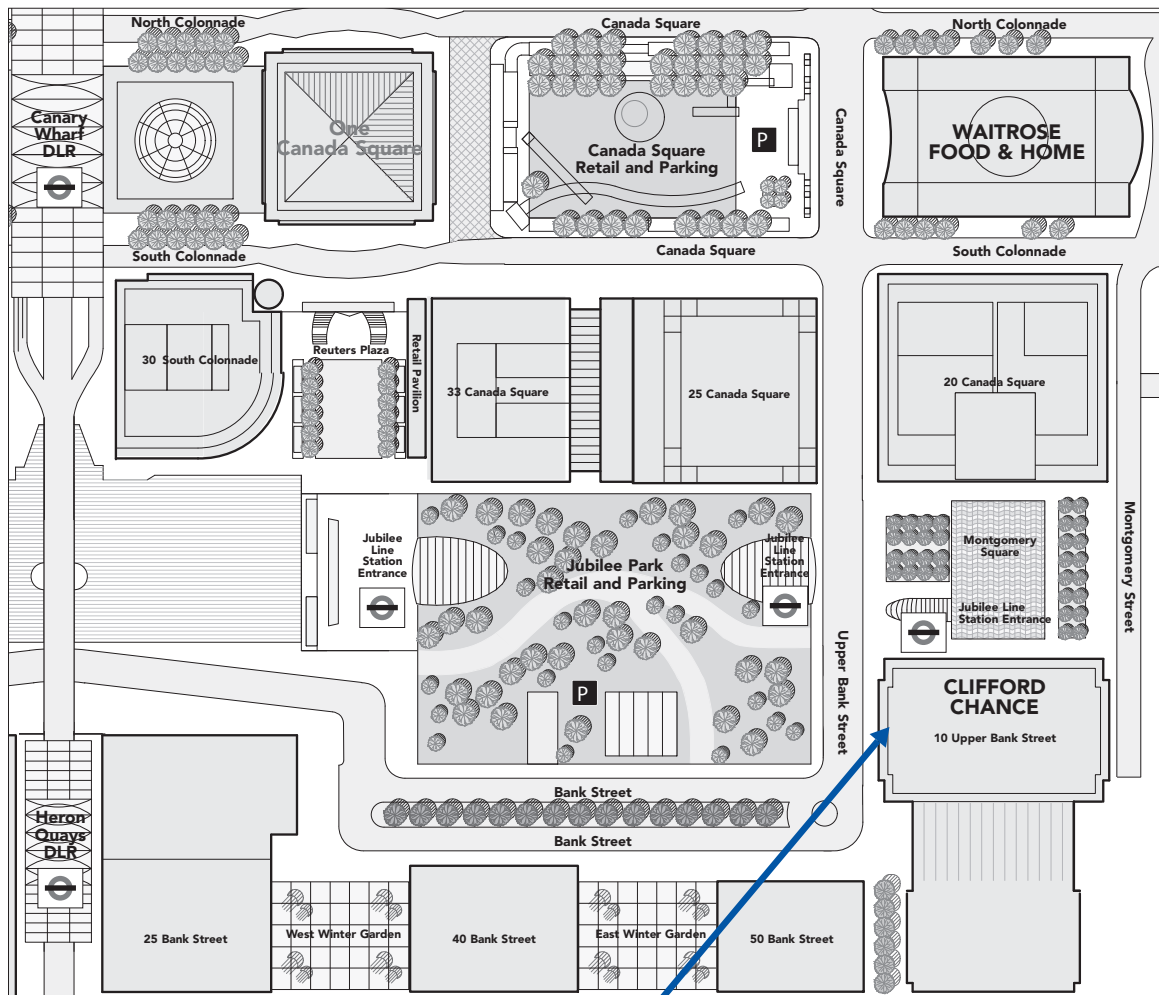 North Colonnade
Canada Square
North Colonnade
Canary
Wharf
DLR
One
Canada Square
Canada Square
Retail and Parking
P
Canada Square
WAITROSE
FOOD & HOME
South Colonnade
Canada Square
South Colonnade
30 South Colonnade
Reuters Plaza
Retail Pavilion
33 Canada Square
25 Canada Square
20 Canada Square
Jubilee
Line
Station
Entrance
Jubilee Park
Retail and Parking
Jubilee
Line
Station
Entrance
P
Montgomery
Square
Jubilee Line
Station Entrance
Montgomery Street
Upper Bank Street
CLIFFORD
CHANCE
10 Upper Bank Street
Bank Street
Bank Street
Heron
Quays
DLR
25 Bank Street
West Winter Garden
40 Bank Street
East Winter Garden
50 Bank Street